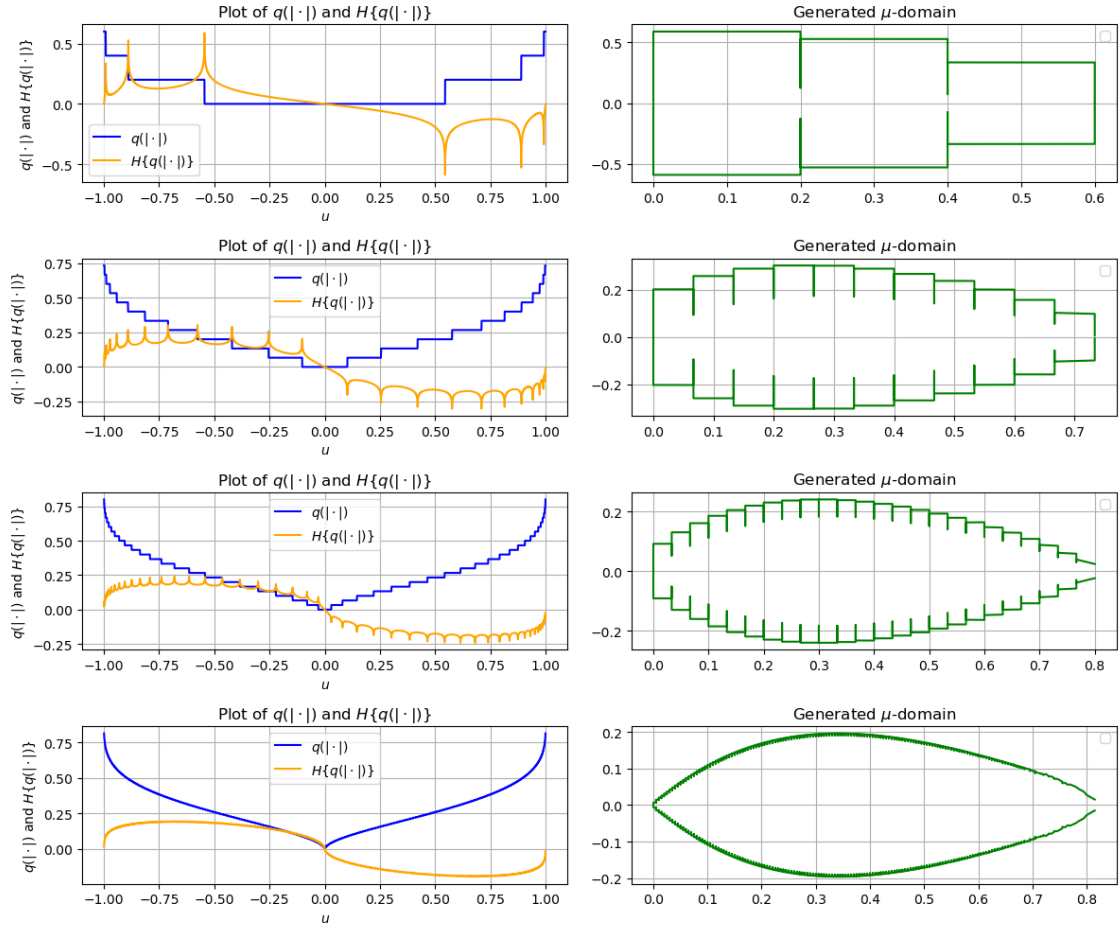 Plot of q(|·|) and H{q(|·|)}
Generated μ-domain
q(|·|) and H{q(|·|)}
0.5
0.0
−0.5
q(|·|)
H{q(|·|)}
−1.00 −0.75 −0.50 −0.25 0.00 0.25 0.50 0.75 1.00
u
0.5
0.0
−0.5
0.0 0.1 0.2 0.3 0.4 0.5 0.6
Plot of q(|·|) and H{q(|·|)}
Generated μ-domain
q(|·|) and H{q(|·|)}
0.75
0.50
0.25
0.00
−0.25
q(|·|)
H{q(|·|)}
−1.00 −0.75 −0.50 −0.25 0.00 0.25 0.50 0.75 1.00
u
0.2
0.0
−0.2
0.0 0.1 0.2 0.3 0.4 0.5 0.6 0.7
Plot of q(|·|) and H{q(|·|)}
Generated μ-domain
q(|·|) and H{q(|·|)}
0.75
0.50
0.25
0.00
−0.25
q(|·|)
H{q(|·|)}
−1.00 −0.75 −0.50 −0.25 0.00 0.25 0.50 0.75 1.00
u
0.2
0.0
−0.2
0.0 0.1 0.2 0.3 0.4 0.5 0.6 0.7 0.8
Plot of q(|·|) and H{q(|·|)}
Generated μ-domain
q(|·|) and H{q(|·|)}
0.75
0.50
0.25
0.00
q(|·|)
H{q(|·|)}
−1.00 −0.75 −0.50 −0.25 0.00 0.25 0.50 0.75 1.00
u
0.2
0.1
0.0
−0.1
−0.2
0.0 0.1 0.2 0.3 0.4 0.5 0.6 0.7 0.8